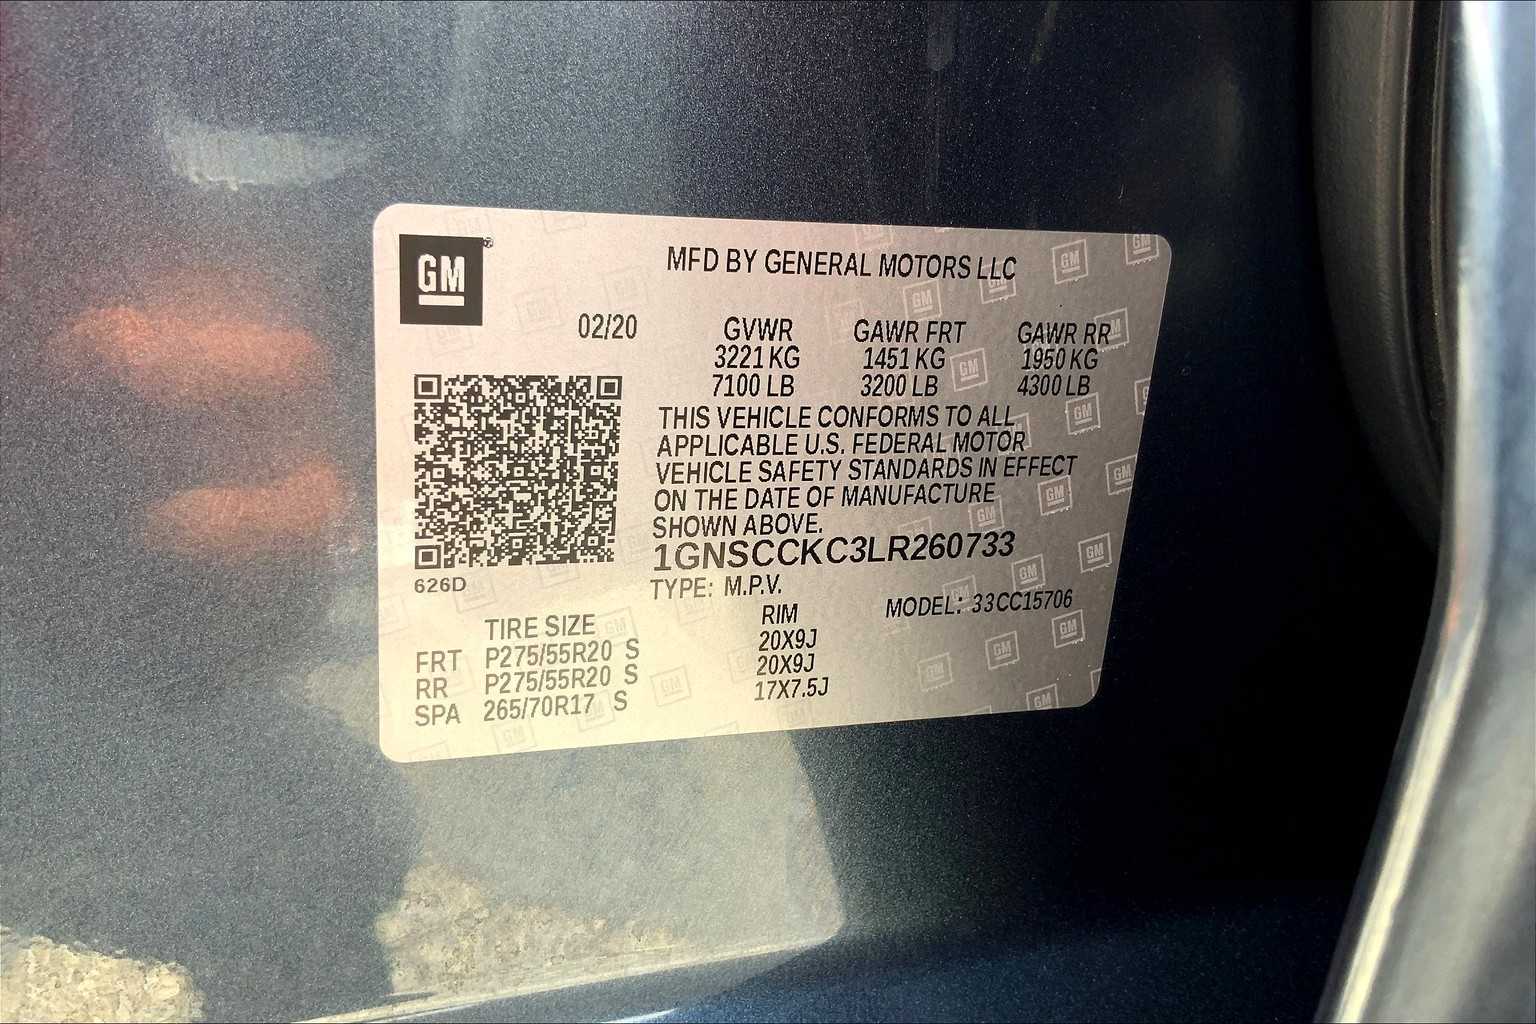 GM
MFD BY GENERAL MOTORS LLC
02/20
GVWR GAWR FRT GAWR RR
3221 KG 1451 KG 1950 KG
7100 LB 3200 LB 4300 LB
THIS VEHICLE CONFORMS TO ALL
APPLICABLE U.S. FEDERAL MOTOR
VEHICLE SAFETY STANDARDS IN EFFECT
ON THE DATE OF MANUFACTURE
SHOWN ABOVE.
1GNSCCKC3LR260733
626D
TYPE: M.P.V.
MODEL: 33CC15706
TIRE SIZE RIM
FRT P275/55R20 S 20X9J
RR P275/55R20 S 20X9J
SPA 265/70R17 S 17X7.5J